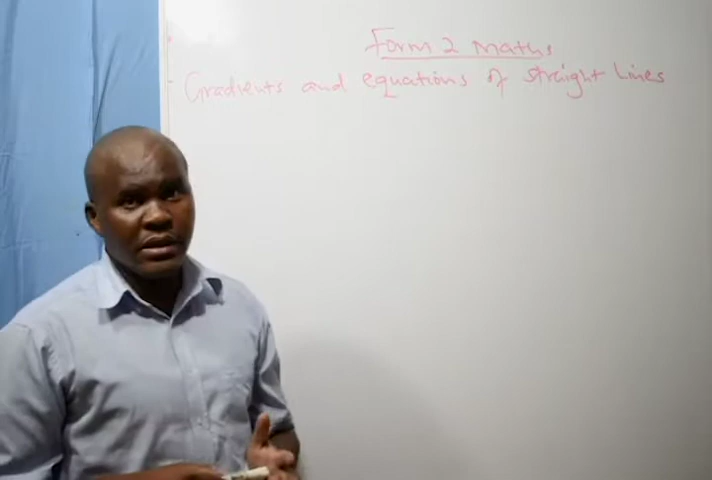 Form 2 Maths
Gradients and equations of straight Lines